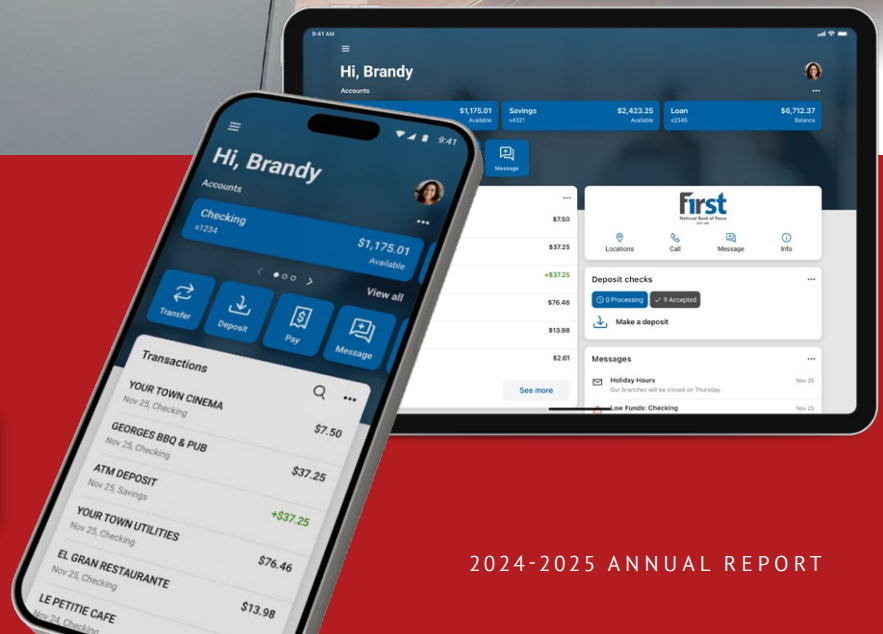 9:41 AM
Hi, Brandy
Accounts
$1,175.01
Available
Savings
x4321
$2,423.25
Available
Loan
x2345
$6,712.37
Balance
Message
$7.50
$37.25
+$37.25
$76.46
$13.98
$2.61
See more
First
National Bank of Pasco
Locations
Call
Message
Info
Deposit checks
0 Processing
9 Accepted
Make a deposit
Messages
Holiday Hours
Nov 25
Our branches will be closed on Thursday.
Low Funds: Checking
Nov 25
9:41
Hi, Brandy
Accounts
Checking
x1234
$1,175.01
Available
View all
Transfer
Deposit
Pay
Message
Transactions
YOUR TOWN CINEMA
Nov 25, Checking
$7.50
GEORGES BBQ & PUB
Nov 25, Checking
$37.25
ATM DEPOSIT
Nov 25, Savings
+$37.25
YOUR TOWN UTILITIES
Nov 25, Checking
$76.46
EL GRAN RESTAURANTE
Nov 25, Checking
$13.98
LE PETITIE CAFE
Nov 24, Checking
2024-2025 ANNUAL REPORT